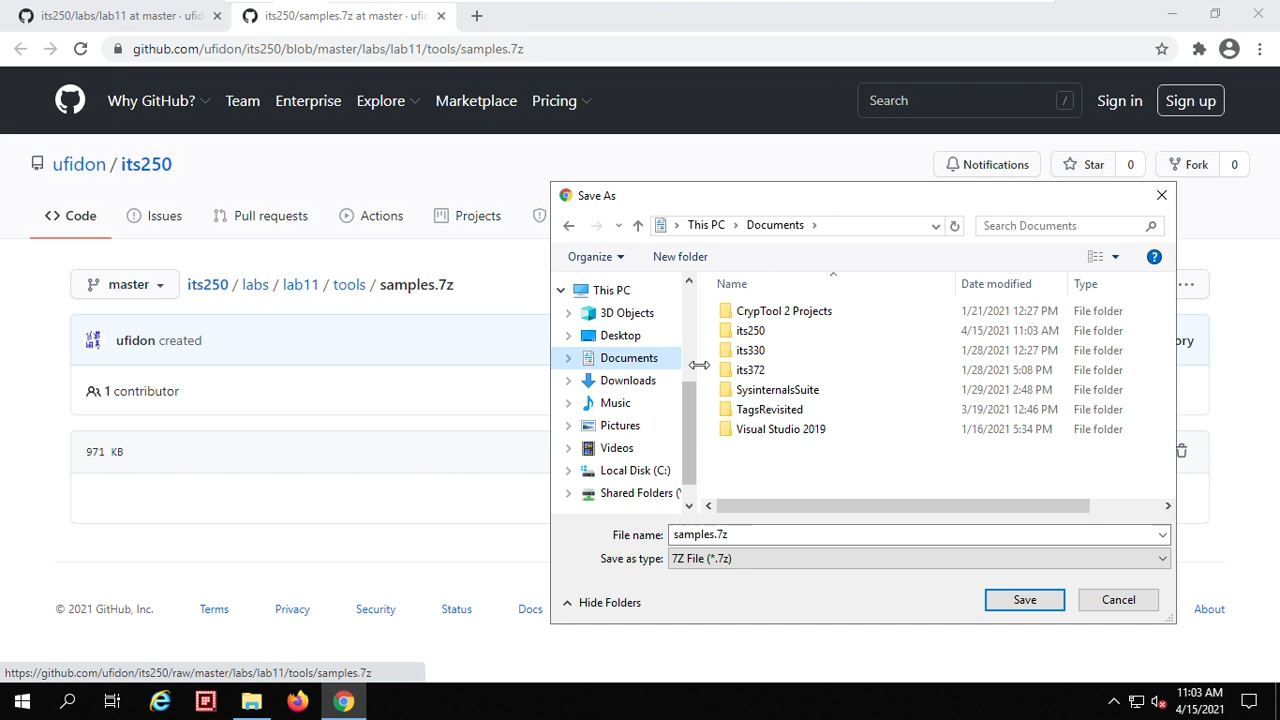 its250/labs/lab11 at master · ufid
its250/samples.7z at master · ufi
github.com/ufidon/its250/blob/master/labs/lab11/tools/samples.7z
Why GitHub? Team Enterprise Explore Marketplace Pricing Search / Sign in Sign up
ufidon / its250 Notifications Star 0 Fork 0
Code Issues Pull requests Actions Projects
Save As
This PC > Documents > Search Documents
Organize New folder ?
master its250 / labs / lab11 / tools / samples.7z
ufidon created
ory
1 contributor
971 KB
This PC
3D Objects
Desktop
Documents
Downloads
Music
Pictures
Videos
Local Disk (C:)
Shared Folders (
Name Date modified Type
CrypTool 2 Projects 1/21/2021 12:27 PM File folder
its250 4/15/2021 11:03 AM File folder
its330 1/28/2021 12:27 PM File folder
its372 1/28/2021 5:08 PM File folder
SysinternalsSuite 1/29/2021 2:48 PM File folder
TagsRevisited 3/19/2021 12:46 PM File folder
Visual Studio 2019 1/16/2021 5:34 PM File folder
File name: samples.7z
Save as type: 7Z File (*.7z)
Hide Folders Save Cancel
© 2021 GitHub, Inc. Terms Privacy Security Status Docs About
https://github.com/ufidon/its250/raw/master/labs/lab11/tools/samples.7z
11:03 AM
4/15/2021